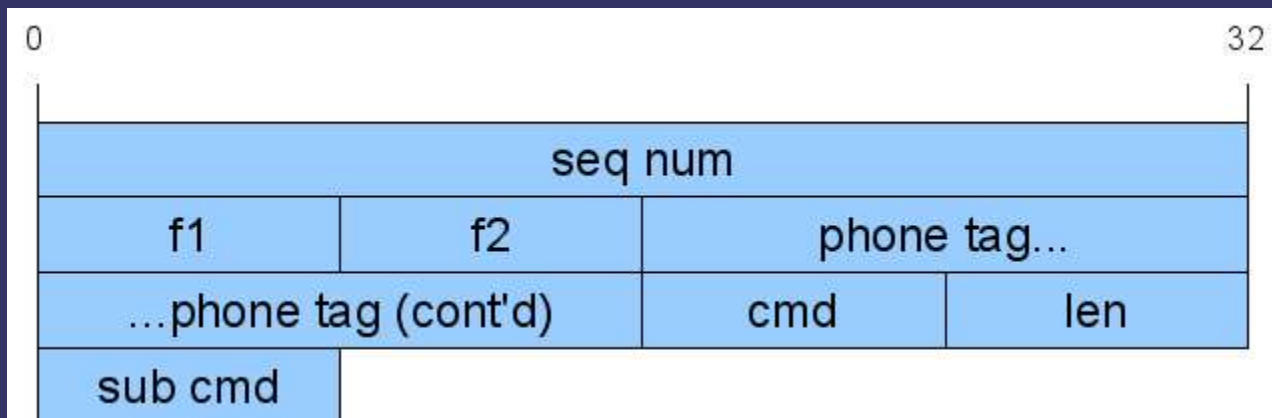 0 32
seq num
f1 f2 phone tag...
...phone tag (cont'd) cmd len
sub cmd